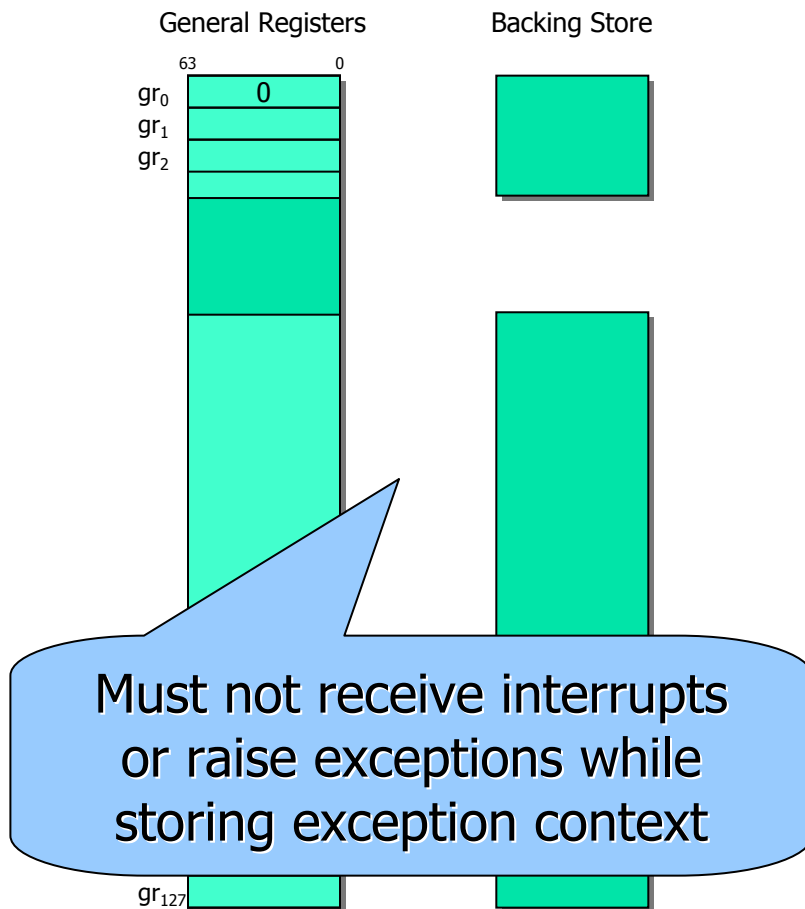 General Registers Backing Store
63 0
gr0 0
gr1
gr2
Must not receive interrupts
or raise exceptions while
storing exception context
gr127